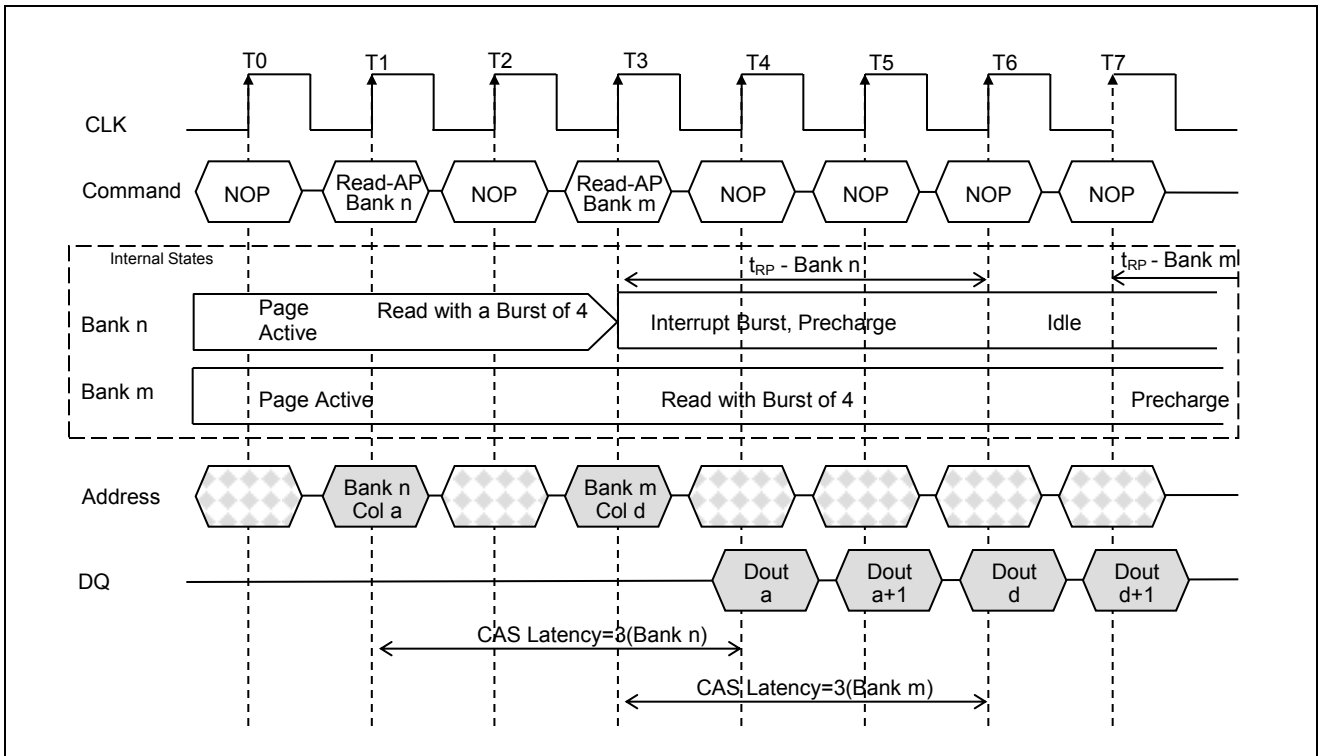 T0 T1 T2 T3 T4 T5 T6 T7
CLK
Command NOP Read-AP Bank n NOP Read-AP Bank m NOP NOP NOP NOP
Internal States
tRP - Bank n
tRP - Bank m
Bank n
Page Active
Read with a Burst of 4
Interrupt Burst, Precharge
Idle
Bank m
Page Active
Read with Burst of 4
Precharge
Address
Bank n
Col a
Bank m
Col d
DQ
Dout
a
Dout
a+1
Dout
d
Dout
d+1
CAS Latency=3(Bank n)
CAS Latency=3(Bank m)